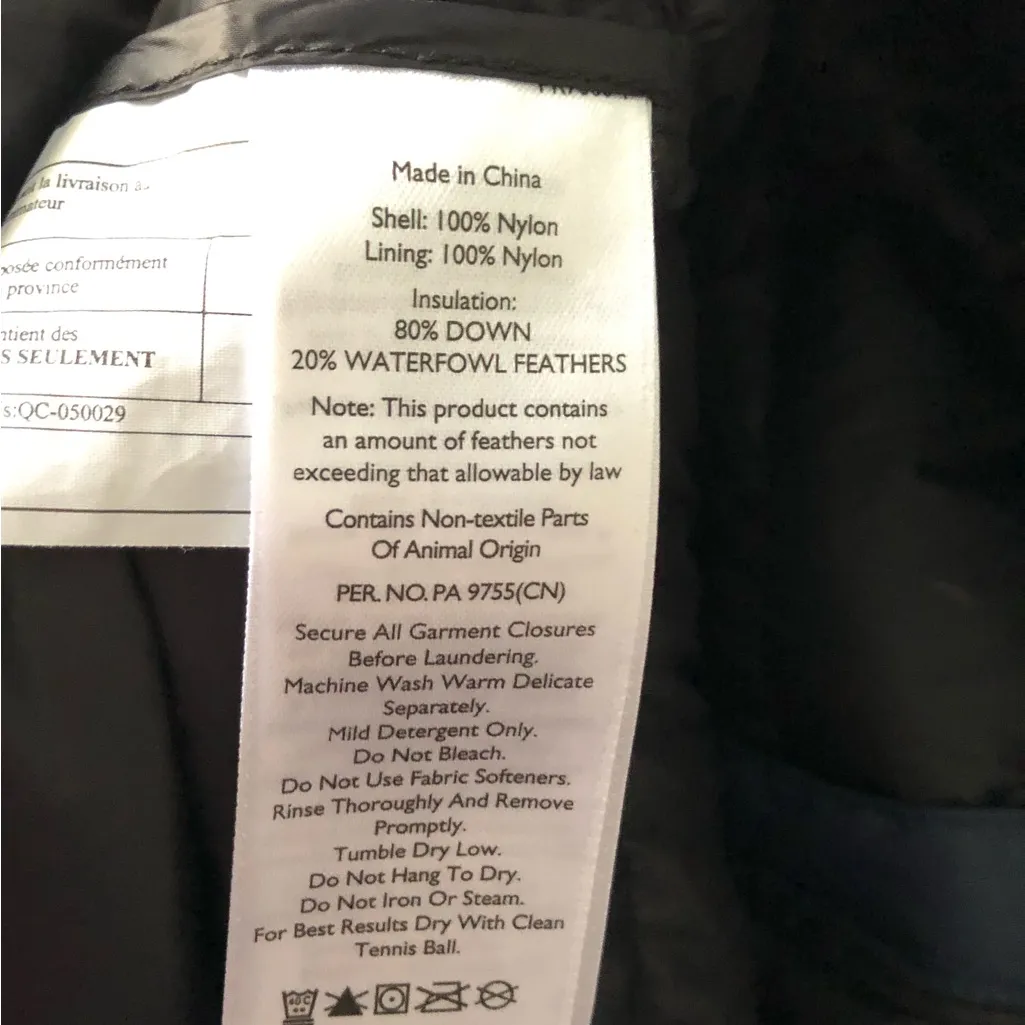 la livraison
osée conformément
province
ntient des
S SEULEMENT
s:QC-050029
Made in China
Shell: 100% Nylon
Lining: 100% Nylon
Insulation:
80% DOWN
20% WATERFOWL FEATHERS
Note: This product contains
an amount of feathers not
exceeding that allowable by law
Contains Non-textile Parts
Of Animal Origin
PER. NO. PA 9755(CN)
Secure All Garment Closures
Before Laundering.
Machine Wash Warm Delicate
Separately.
Mild Detergent Only.
Do Not Bleach.
Do Not Use Fabric Softeners.
Rinse Thoroughly And Remove
Promptly.
Tumble Dry Low.
Do Not Hang To Dry.
Do Not Iron Or Steam.
For Best Results Dry With Clean
Tennis Ball.
40C